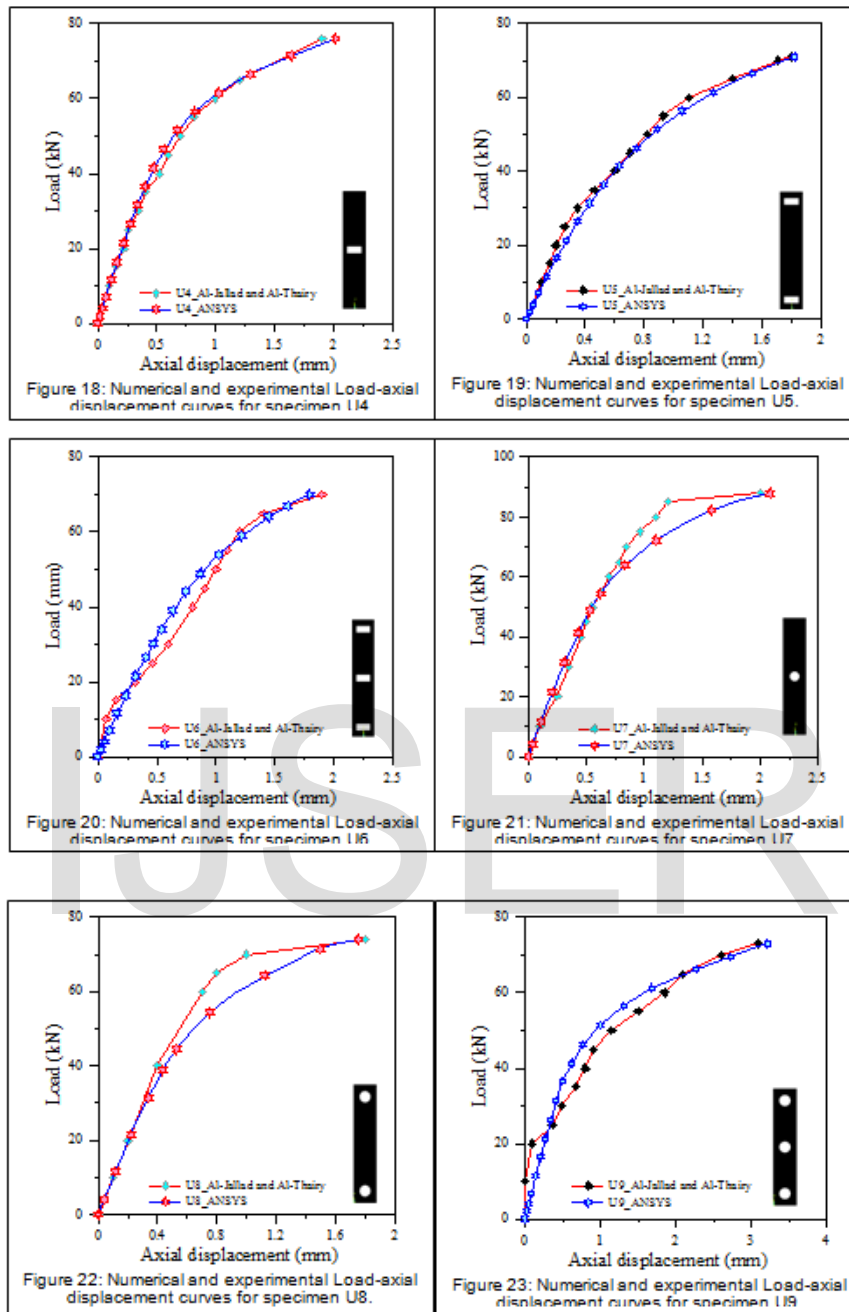 80
60
40
20
0
Load (kN)
U4_Al-Jallad and Al-Thairy
U4_ANSYS
0 0.5 1 1.5 2 2.5
Axial displacement (mm)
Figure 18: Numerical and experimental Load-axial
displacement curves for specimen U4
80
60
40
20
0
Load (kN)
U5_Al-Jallad and Al-Thairy
U5_ANSYS
0 0.4 0.8 1.2 1.6 2
Axial displacement (mm)
Figure 19: Numerical and experimental Load-axial
displacement curves for specimen U5.
80
60
40
20
0
Load (mm)
U6_Al-Jallad and Al-Thairy
U6_ANSYS
0 0.5 1 1.5 2 2.5
Axial displacement (mm)
Figure 20: Numerical and experimental Load-axial
displacement curves for specimen U6
100
80
60
40
20
0
Load (kN)
U7_Al-Jallad and Al-Thairy
U7_ANSYS
0 0.5 1 1.5 2 2.5
Axial displacement (mm)
Figure 21: Numerical and experimental Load-axial
displacement curves for specimen U7
IJSER
80
60
40
20
0
Load (kN)
U8_Al-Jallad and Al-Thairy
U8_ANSYS
0 0.4 0.8 1.2 1.6 2
Axial displacement (mm)
Figure 22: Numerical and experimental Load-axial
displacement curves for specimen U8.
80
60
40
20
0
Load (kN)
U9_Al-Jallad and Al-Thairy
U9_ANSYS
0 1 2 3 4
Axial displacement (mm)
Figure 23: Numerical and experimental Load-axial
displacement curves for specimen U9